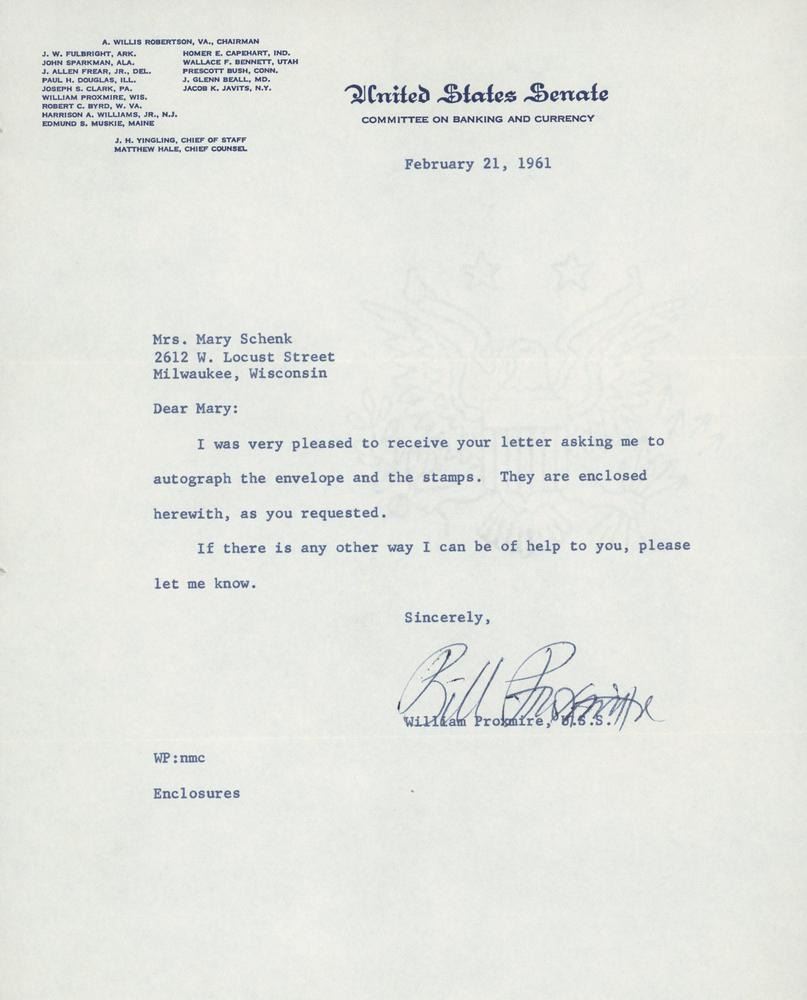 A. WILLIS ROBERTSON, VA., CHAIRMAN
J. W. FULBRIGHT, ARK.
JOHN SPARKMAN, ALA.
J. ALLEN FREAR, JR., DEL.
PAUL H. DOUGLAS, ILL.
JOSEPH S. CLARK, PA.
WILLIAM PROXMIRE, WIS.
ROBERT C. BYRD, W. VA.
HARRISON A. WILLIAMS, JR., N.J.
EDMUND S. MUSKIE, MAINE
HOMER E. CAPEHART, IND.
WALLACE F. BENNETT, UTAH
PRESCOTT BUSH, CONN.
J. GLENN BEALL, MD.
JACOB K. JAVITS, N.Y.
J. H. YINGLING, CHIEF OF STAFF
MATTHEW HALE, CHIEF COUNSEL
United States Senate
COMMITTEE ON BANKING AND CURRENCY
February 21, 1961
Mrs. Mary Schenk
2612 W. Locust Street
Milwaukee, Wisconsin
Dear Mary:
I was very pleased to receive your letter asking me to
autograph the envelope and the stamps. They are enclosed
herewith, as you requested.
If there is any other way I can be of help to you, please
let me know.
Sincerely,
Bill Proxmire
William Proxmire, U.S.S.
WP:nmc
Enclosures